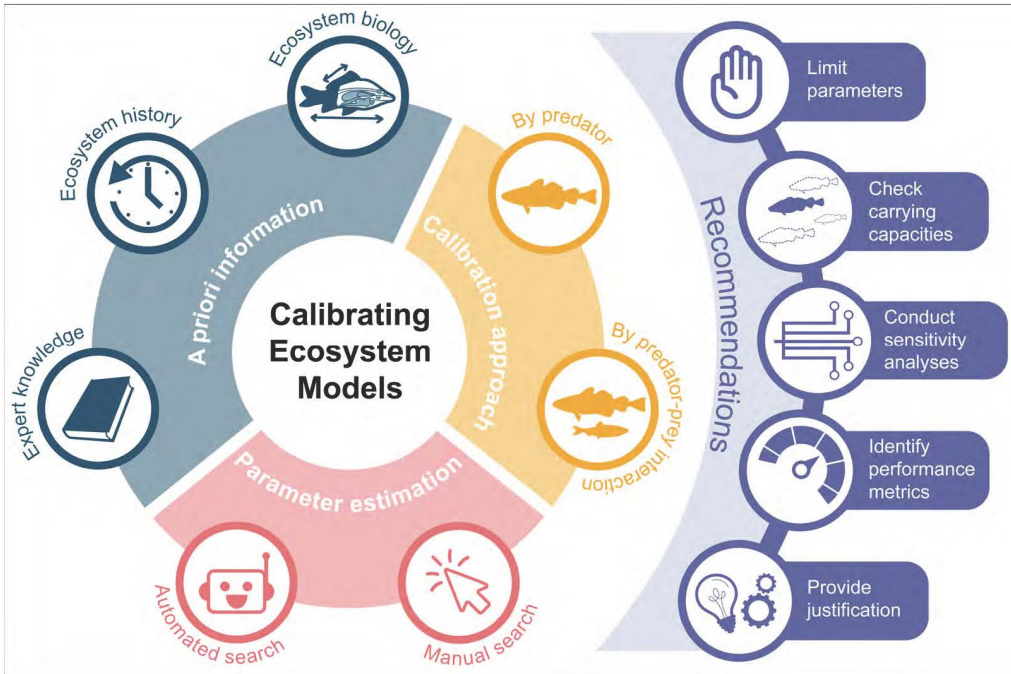 Calibrating
Ecosystem
Models
A priori information
Ecosystem biology
Ecosystem history
Expert knowledge
Calibration approach
By predator
By predator-prey interaction
Parameter estimation
Automated search
Manual search
Recommendations
Limit
parameters
Check
carrying
capacities
Conduct
sensitivity
analyses
Identify
performance
metrics
Provide
justification